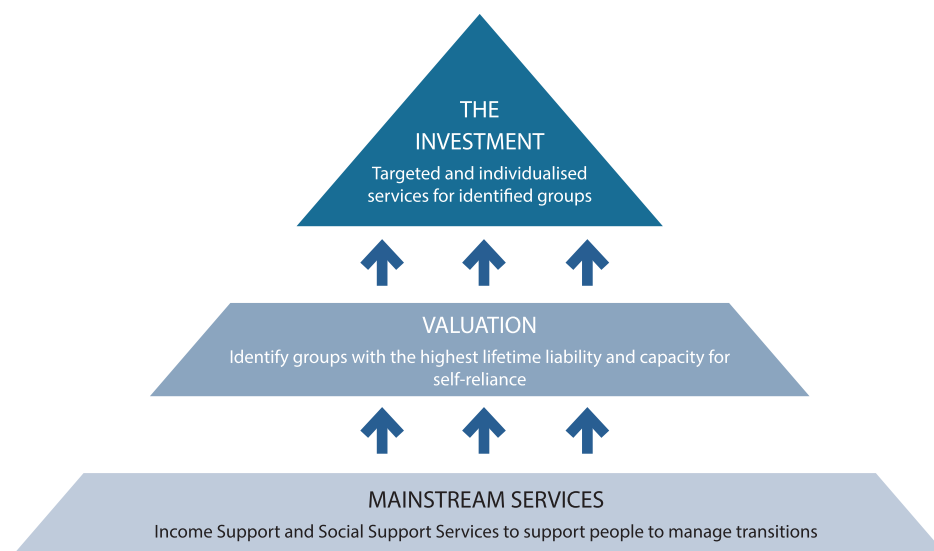 THE
INVESTMENT
Targeted and individualised
services for identified groups
VALUATION
Identify groups with the highest lifetime liability and capacity for
self-reliance
MAINSTREAM SERVICES
Income Support and Social Support Services to support people to manage transitions